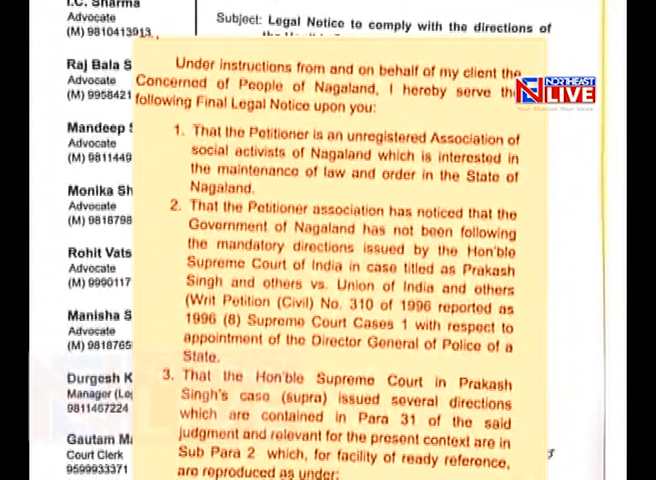 I.C. Sharma
Advocate
(M) 9810413913,
Raj Bala S
Advocate
(M) 9958421
Mandeep S
Advocate
(M) 9811449
Monika Sh
Advocate
(M) 9818798
Rohit Vats
Advocate
(M) 9990117
Manisha S
Advocate
(M) 9818765
Durgesh K
Manager (Le
9811467224
Gautam Ma
Court Clerk
9599933371
Subject: Legal Notice to comply with the directions of
Under instructions from and on behalf of my client the
Concerned of People of Nagaland, I hereby serve the
following Final Legal Notice upon you:
1. That the Petitioner is an unregistered Association of
social activists of Nagaland which is interested in
the maintenance of law and order in the State of
Nagaland.
2. That the Petitioner association has noticed that the
Government of Nagaland has not been following
the mandatory directions issued by the Hon'ble
Supreme Court of India in case titled as Prakash
Singh and others vs. Union of India and others
(Writ Petition (Civil) No. 310 of 1996 reported as
1996 (8) Supreme Court Cases 1 with respect to
appointment of the Director General of Police of a
State.
3. That the Hon'ble Supreme Court in Prakash
Singh's case (supra) issued several directions
which are contained in Para 31 of the said
judgment and relevant for the present context are in
Sub Para 2 which, for facility of ready reference,
are reproduced as under:
NORTHEAST
LIVE